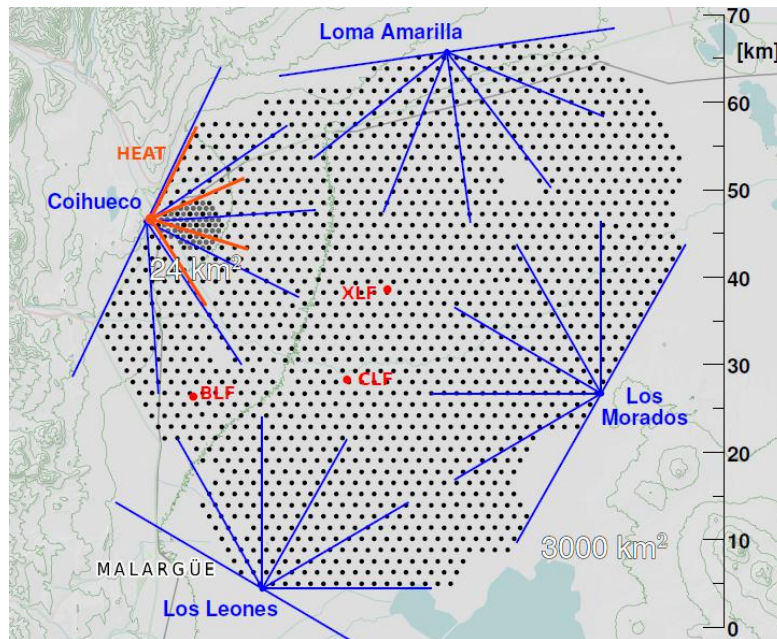 Loma Amarilla
70
[km]
60
HEAT
50
Coihueco
24 km²
40
XLF
30
CLF
BLF
Los
Morados
20
10
3000 km²
MALARGÜE
Los Leones
0